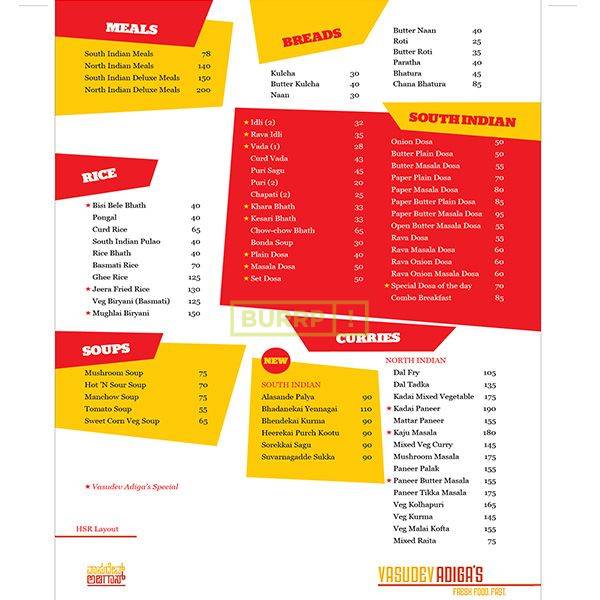 MEALS
South Indian Meals 78
North Indian Meals 140
South Indian Deluxe Meals 150
North Indian Deluxe Meals 200
BREADS
Kulcha 30
Butter Kulcha 40
Naan 30
Butter Naan 40
Roti 25
Butter Roti 35
Paratha 40
Bhatura 45
Chana Bhatura 85
★ Idli (2) 32
★ Rava Idli 35
★ Vada (1) 28
Curd Vada 43
Puri Sagu 45
Puri (2) 20
Chapati (2) 25
★ Khara Bhath 33
★ Kesari Bhath 33
Chow-chow Bhath 65
Bonda Soup 30
★ Plain Dosa 40
★ Masala Dosa 50
★ Set Dosa 50
SOUTH INDIAN
Onion Dosa 50
Butter Plain Dosa 50
Butter Masala Dosa 55
Paper Plain Dosa 70
Paper Masala Dosa 80
Paper Butter Plain Dosa 85
Paper Butter Masala Dosa 95
Open Butter Masala Dosa 55
Rava Dosa 55
Rava Masala Dosa 60
Rava Onion Dosa 60
Rava Onion Masala Dosa 60
★ Special Dosa of the day 70
Combo Breakfast 85
RICE
★ Bisi Bele Bhath 40
Pongal 40
Curd Rice 65
South Indian Pulao 40
Rice Bhath 40
Basmati Rice 70
Ghee Rice 125
★ Jeera Fried Rice 130
Veg Biryani (Basmati) 125
★ Mughlai Biryani 150
BURRP!
SOUPS
Mushroom Soup 75
Hot 'N Sour Soup 70
Manchow Soup 75
Tomato Soup 55
Sweet Corn Veg Soup 65
CURRIES
NEW
SOUTH INDIAN
Alasande Palya 90
Bhadanekai Yennagai 110
Bhendekai Kurma 90
Heerekai Purch Kootu 90
Sorekkai Sagu 90
Suvarnagadde Sukka 90
NORTH INDIAN
Dal Fry 105
Dal Tadka 135
Kadai Mixed Vegetable 175
★ Kadai Paneer 190
Mattar Paneer 155
★ Kaju Masala 180
Mixed Veg Curry 145
Mushroom Masala 175
Paneer Palak 155
★ Paneer Butter Masala 155
Paneer Tikka Masala 175
Veg Kolhapuri 165
Veg Kurma 145
Veg Malai Kofta 155
Mixed Raita 75
★ Vasudev Adiga's Special
HSR Layout
ವಾಸುದೇವ್
ಅಡಿಗಾಸ್
VASUDEV ADIGA'S
FRESH FOOD. FAST.